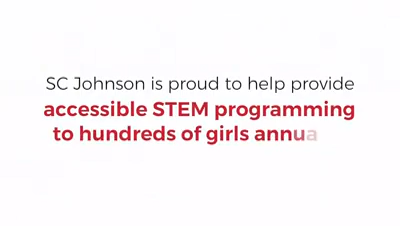 SC Johnson is proud to help provide
accessible STEM programming
to hundreds of girls annua